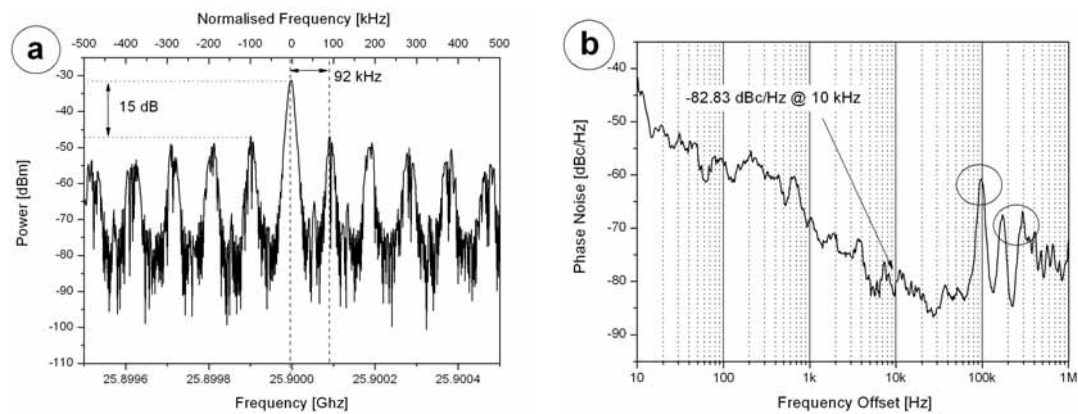 a
Normalised Frequency [kHz]
-500 -400 -300 -200 -100 0 100 200 300 400 500
-30
-40
-50
-60
-70
-80
-90
-100
-110
Power [dBm]
15 dB
92 kHz
25.8996 25.8998 25.9000 25.9002 25.9004
Frequency [Ghz]
b
-40
-50
-60
-70
-80
-90
Phase Noise [dBc/Hz]
-82.83 dBc/Hz @ 10 kHz
10 100 1k 10k 100k 1M
Frequency Offset [Hz]